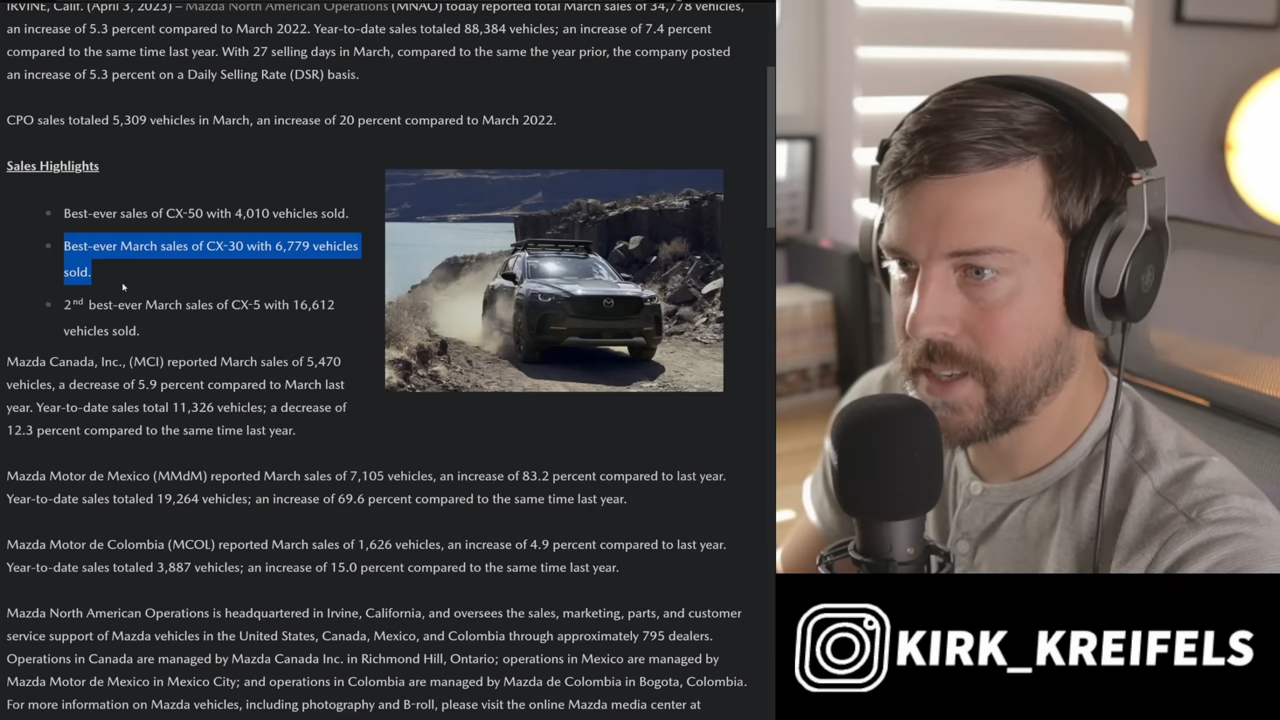 IRVINE, Calif. (April 3, 2023) – Mazda North American Operations (MNAO) today reported total March sales of 34,778 vehicles,
an increase of 5.3 percent compared to March 2022. Year-to-date sales totaled 88,384 vehicles; an increase of 7.4 percent
compared to the same time last year. With 27 selling days in March, compared to the same the year prior, the company posted
an increase of 5.3 percent on a Daily Selling Rate (DSR) basis.
CPO sales totaled 5,309 vehicles in March, an increase of 20 percent compared to March 2022.
Sales Highlights
Best-ever sales of CX-50 with 4,010 vehicles sold.
Best-ever March sales of CX-30 with 6,779 vehicles
sold.
2nd best-ever March sales of CX-5 with 16,612
vehicles sold.
Mazda Canada, Inc., (MCI) reported March sales of 5,470
vehicles, a decrease of 5.9 percent compared to March last
year. Year-to-date sales total 11,326 vehicles; a decrease of
12.3 percent compared to the same time last year.
Mazda Motor de Mexico (MMdM) reported March sales of 7,105 vehicles, an increase of 83.2 percent compared to last year.
Year-to-date sales totaled 19,264 vehicles; an increase of 69.6 percent compared to the same time last year.
Mazda Motor de Colombia (MCOL) reported March sales of 1,626 vehicles, an increase of 4.9 percent compared to last year.
Year-to-date sales totaled 3,887 vehicles; an increase of 15.0 percent compared to the same time last year.
Mazda North American Operations is headquartered in Irvine, California, and oversees the sales, marketing, parts, and customer
service support of Mazda vehicles in the United States, Canada, Mexico, and Colombia through approximately 795 dealers.
Operations in Canada are managed by Mazda Canada Inc. in Richmond Hill, Ontario; operations in Mexico are managed by
Mazda Motor de Mexico in Mexico City; and operations in Colombia are managed by Mazda de Colombia in Bogota, Colombia.
For more information on Mazda vehicles, including photography and B-roll, please visit the online Mazda media center at
KIRK_KREIFELS